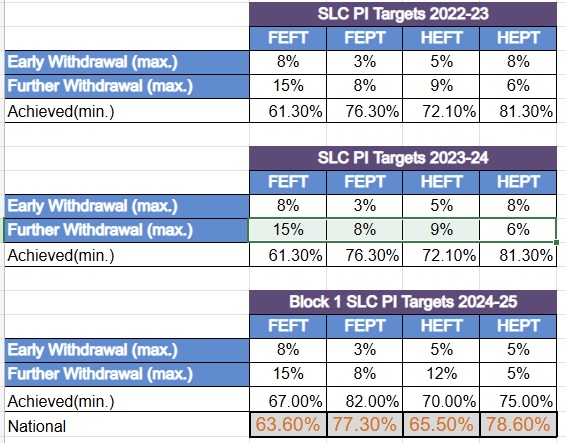 SLC PI Targets 2022-23
FEFT FEPT HEFT HEPT
Early Withdrawal (max.) 8% 3% 5% 8%
Further Withdrawal (max.) 15% 8% 9% 6%
Achieved(min.) 61.30% 76.30% 72.10% 81.30%
SLC PI Targets 2023-24
FEFT FEPT HEFT HEPT
Early Withdrawal (max.) 8% 3% 5% 8%
Further Withdrawal (max.) 15% 8% 9% 6%
Achieved(min.) 61.30% 76.30% 72.10% 81.30%
Block 1 SLC PI Targets 2024-25
FEFT FEPT HEFT HEPT
Early Withdrawal (max.) 8% 3% 5% 5%
Further Withdrawal (max.) 15% 8% 12% 5%
Achieved(min.) 67.00% 82.00% 70.00% 75.00%
National 63.60% 77.30% 65.50% 78.60%